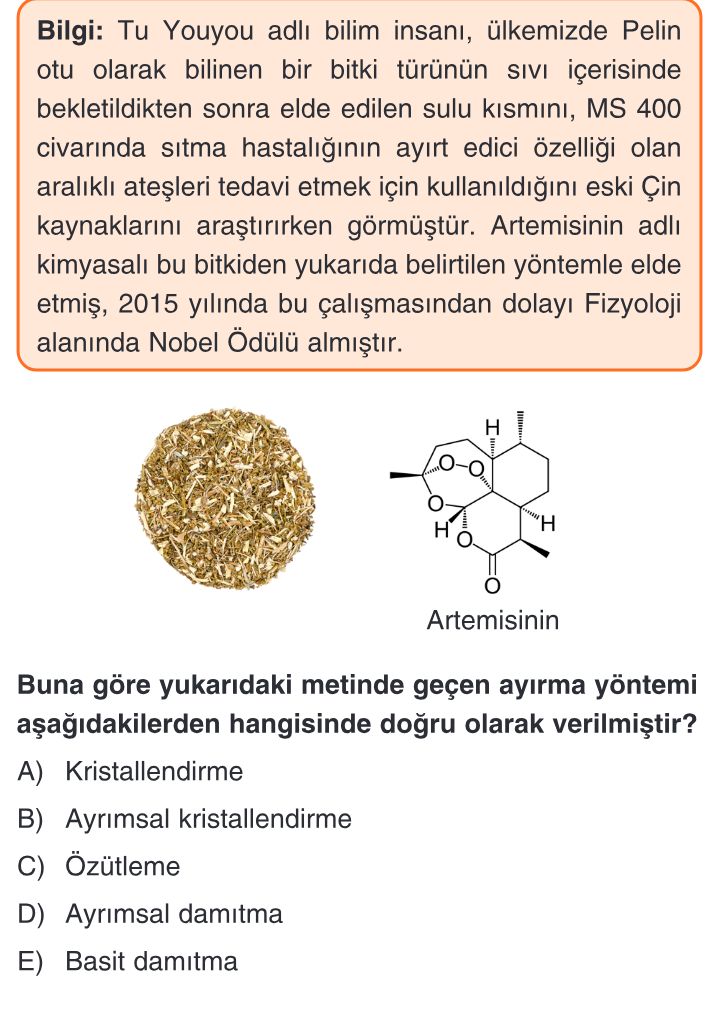 Bilgi: Tu Youyou adlı bilim insanı, ülkemizde Pelin
otu olarak bilinen bir bitki türünün sıvı içerisinde
bekletildikten sonra elde edilen sulu kısmını, MS 400
civarında sıtma hastalığının ayırt edici özelliği olan
aralıklı ateşleri tedavi etmek için kullanıldığını eski Çin
kaynaklarını araştırırken görmüştür. Artemisinin adlı
kimyasalı bu bitkiden yukarıda belirtilen yöntemle elde
etmiş, 2015 yılında bu çalışmasından dolayı Fizyoloji
alanında Nobel Ödülü almıştır.
H
O
O
O
H
O
H
O
Artemisinin
Buna göre yukarıdaki metinde geçen ayırma yöntemi
aşağıdakilerden hangisinde doğru olarak verilmiştir?
A) Kristallendirme
B) Ayrımsal kristallendirme
C) Özütleme
D) Ayrımsal damıtma
E) Basit damıtma